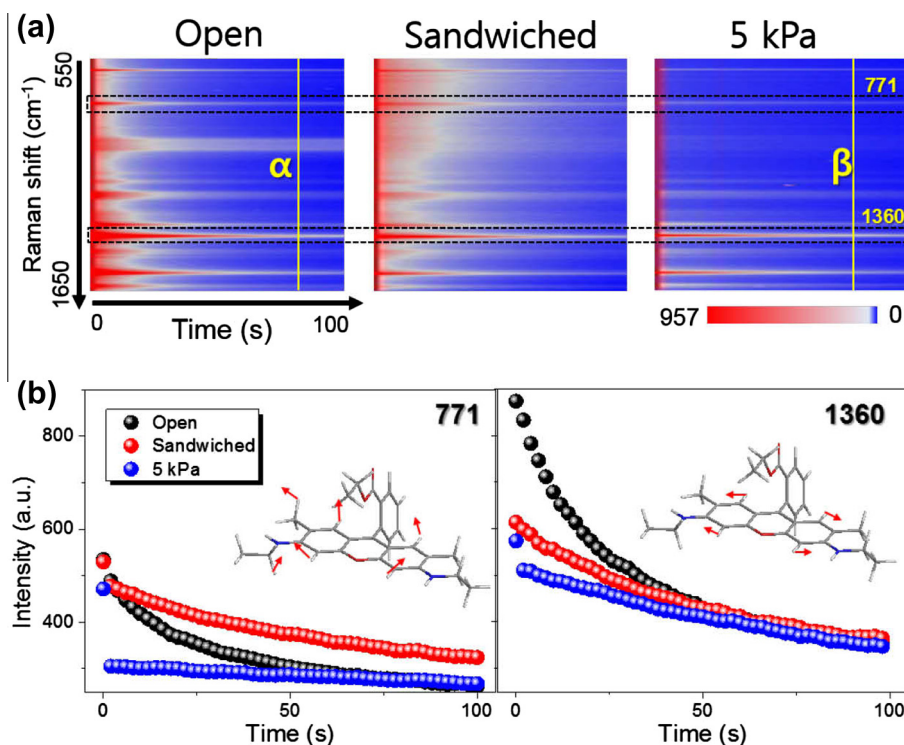 (a)
Open Sandwiched 5 kPa
Raman shift (cm⁻¹)
550
1650
α
β
771
1360
0 100
Time (s)
957 0
(b)
771
1360
Open
Sandwiched
5 kPa
Intensity (a.u.)
800
600
400
0 50 100
Time (s)
0 50 100
Time (s)